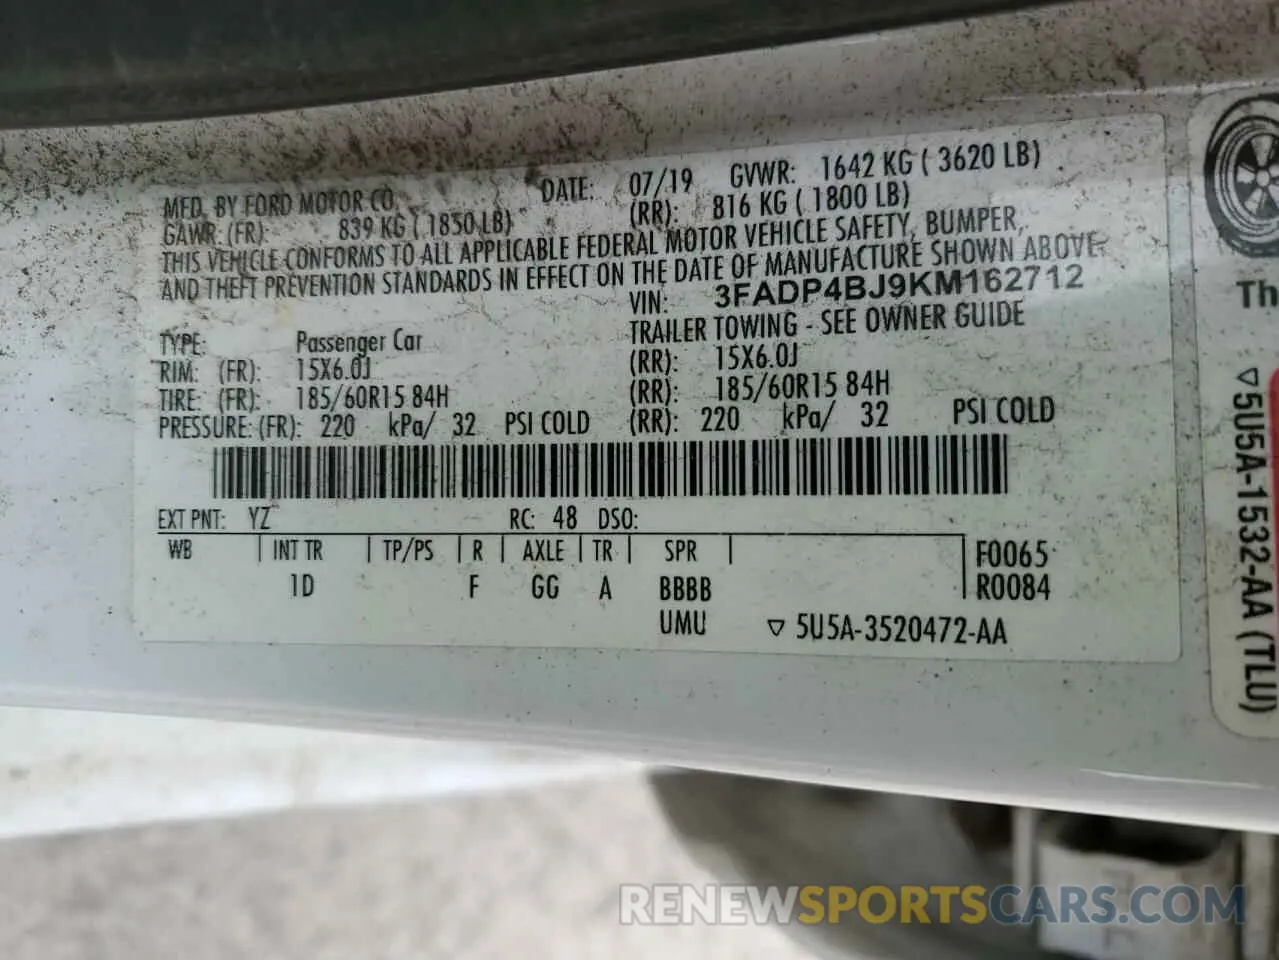 MFD. BY FORD MOTOR CO. DATE: 07/19 GVWR: 1642 KG ( 3620 LB)
GAWR: (FR): 839 KG ( 1850 LB) (RR): 816 KG ( 1800 LB)
THIS VEHICLE CONFORMS TO ALL APPLICABLE FEDERAL MOTOR VEHICLE SAFETY, BUMPER,
AND THEFT PREVENTION STANDARDS IN EFFECT ON THE DATE OF MANUFACTURE SHOWN ABOVE
VIN: 3FADP4BJ9KM162712
TYPE: Passenger Car TRAILER TOWING - SEE OWNER GUIDE
RIM: (FR): 15X6.0J (RR): 15X6.0J
TIRE: (FR): 185/60R15 84H (RR): 185/60R15 84H
PRESSURE: (FR): 220 kPa/ 32 PSI COLD (RR): 220 kPa/ 32 PSI COLD
EXT PNT: YZ RC: 48 DSO:
WB INT TR TP/PS R AXLE TR SPR F0065
1D F GG A BBBB R0084
UMU ▽ 5U5A-3520472-AA
Th
▽5U5A-1532-AA (TLU)
RENEWSPORTSCARS.COM